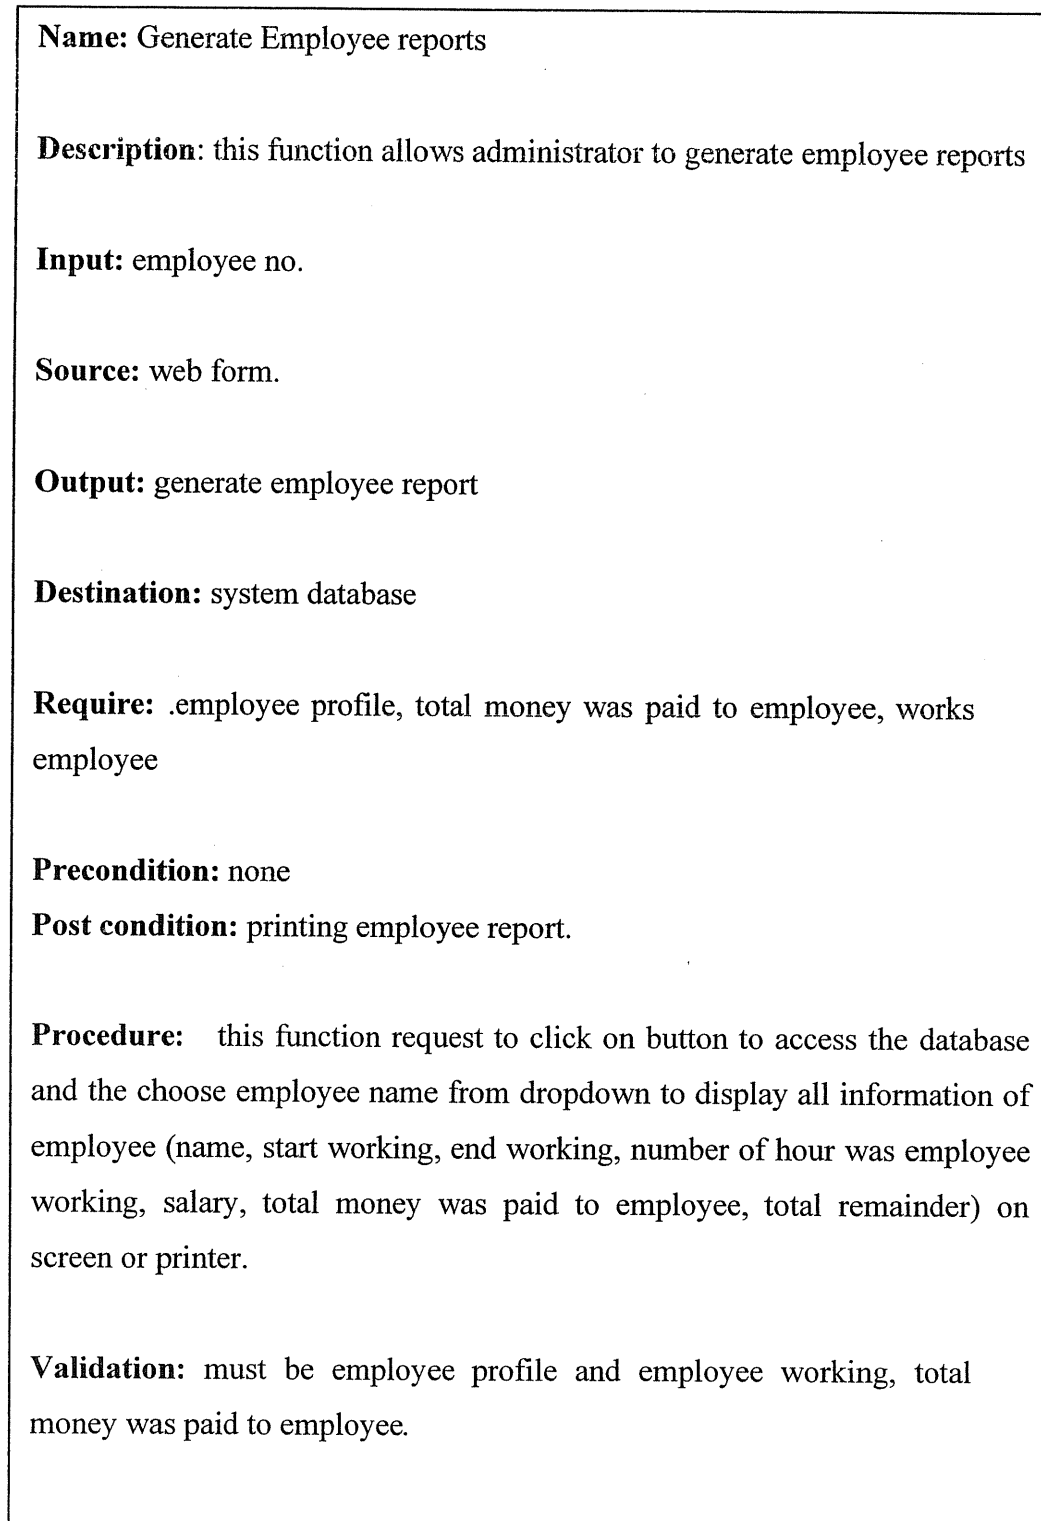 Name: Generate Employee reports
Description: this function allows administrator to generate employee reports
Input: employee no.
Source: web form.
Output: generate employee report
Destination: system database
Require: .employee profile, total money was paid to employee, works
employee
Precondition: none
Post condition: printing employee report.
Procedure: this function request to click on button to access the database
and the choose employee name from dropdown to display all information of
employee (name, start working, end working, number of hour was employee
working, salary, total money was paid to employee, total remainder) on
screen or printer.
Validation: must be employee profile and employee working, total
money was paid to employee.